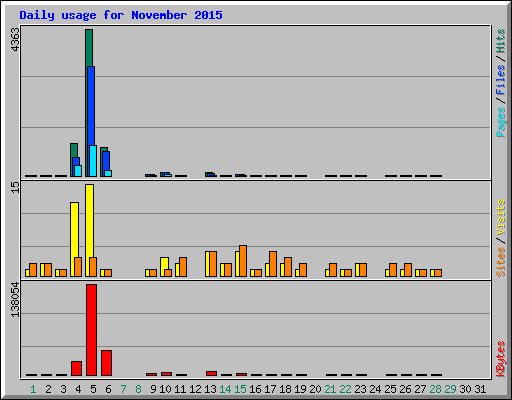 Daily usage for November 2015
4363
Pages / Files / Hits
15
Sites / Visits
138054
KBytes
1 2 3 4 5 6 7 8 9 10 11 12 13 14 15 16 17 18 19 20 21 22 23 24 25 26 27 28 29 30 31